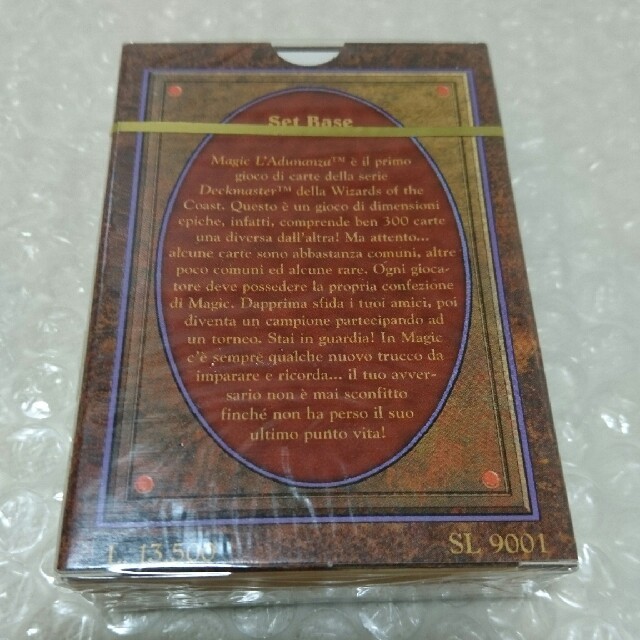 Set Base
Magic L'Adunanza™ è il primo
gioco di carte della serie
Deckmaster™ della Wizards of the
Coast. Questo è un gioco di dimensioni
epiche, infatti, comprende ben 300 carte
una diversa dall'altra! Ma attento...
alcune carte sono abbastanza comuni, altre
poco comuni ed alcune rare. Ogni gioca-
tore deve possedere la propria confezione
di Magic. Dapprima sfida i tuoi amici, poi
diventa un campione partecipando ad
un torneo. Stai in guardia! In Magic
c'è sempre qualche nuovo trucco da
imparare e ricorda... il tuo avver-
sario non è mai sconfitto
finché non ha perso il suo
ultimo punto vita!
L. 13.500
SL 9001